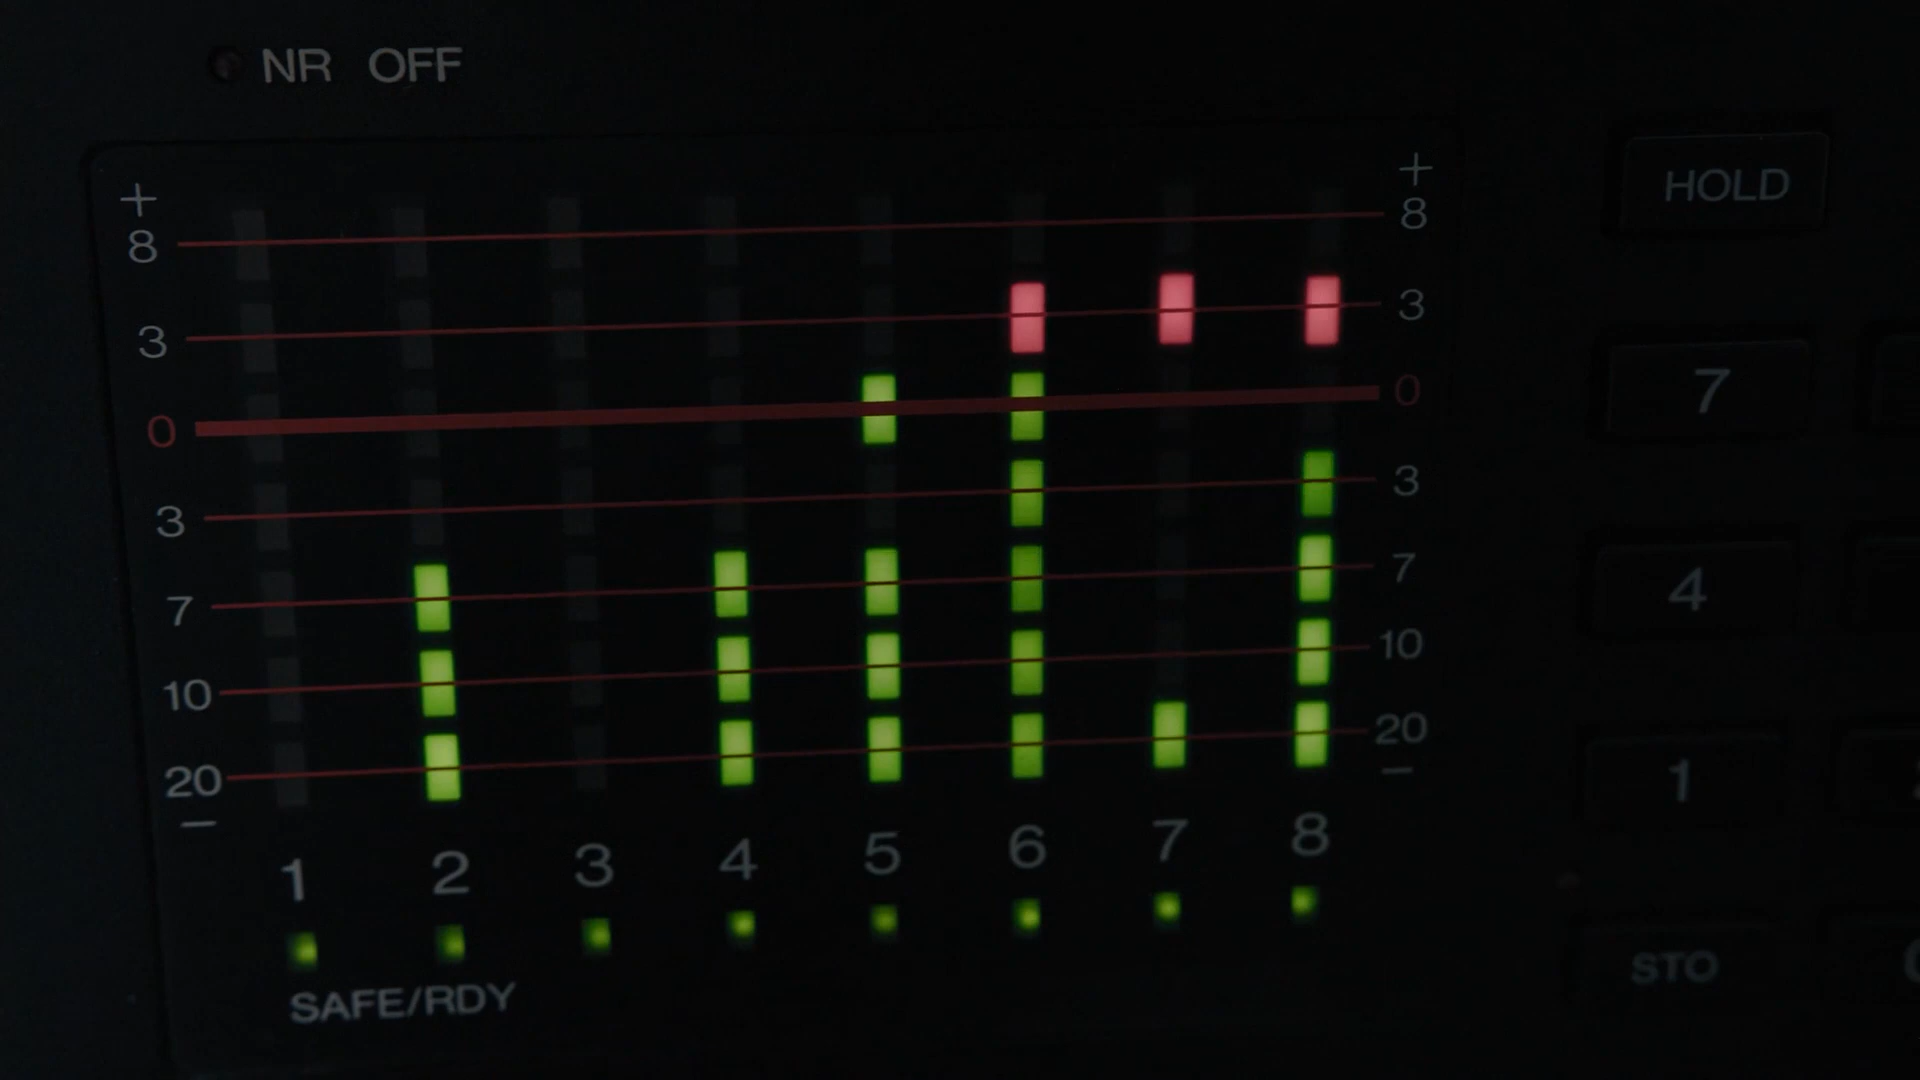 NR OFF
+ +
8 8
3 3
0 0
3 3
7 7
10 10
20 20
− −
1 2 3 4 5 6 7 8
SAFE/RDY
HOLD
7
4
1
STO